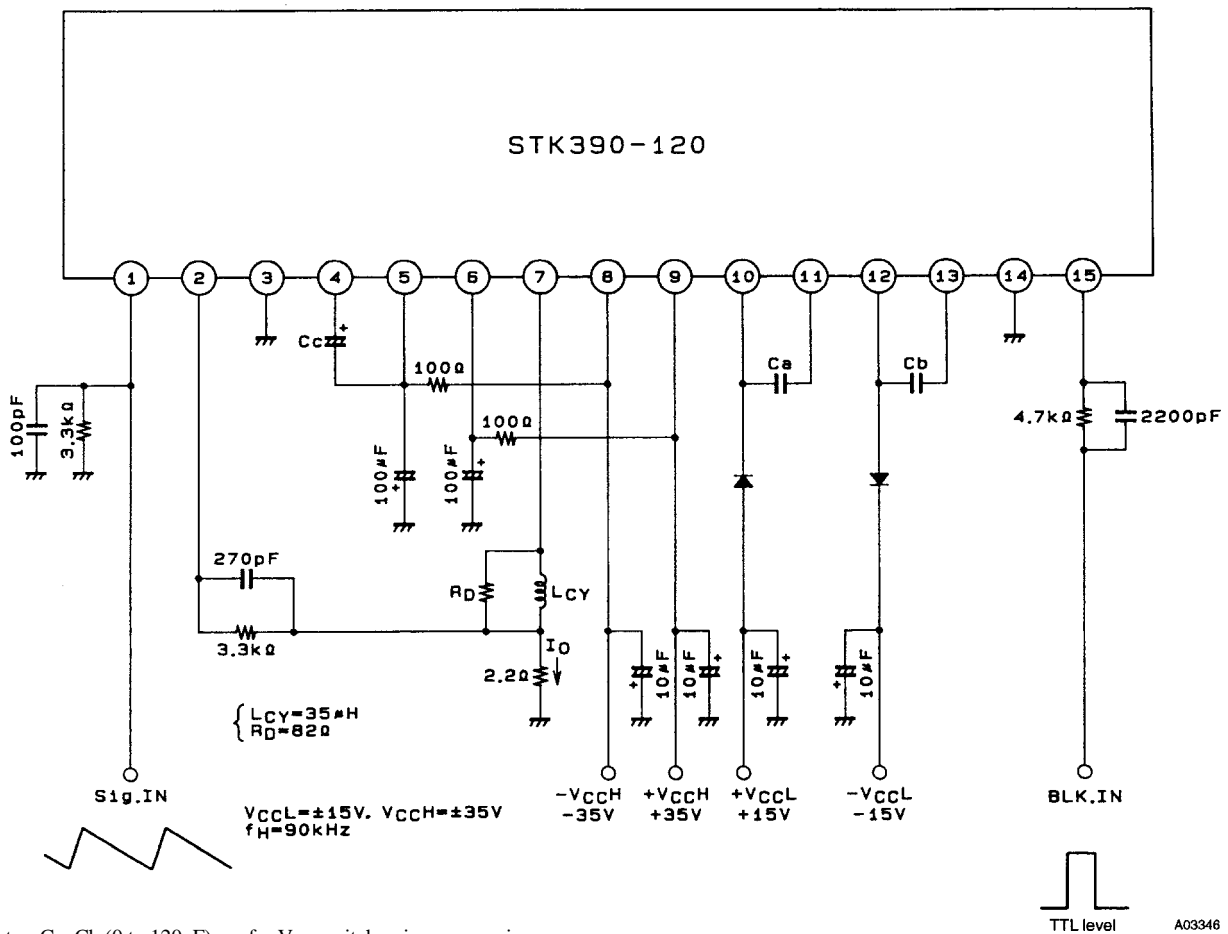 STK390-120
1 2 3 4 5 6 7 8 9 10 11 12 13 14 15
Cc +
100Ω
100Ω
Ca
Cb
100pF
3.3kΩ
100μF +
100μF +
4.7kΩ
2200pF
270pF
3.3kΩ
RD
LCY
IO
2.2Ω
+ 10μF
10μF +
10μF +
+ 10μF
LCY=35μH
RD=82Ω
Sig.IN
-VCCH
-35V
+VCCH
+35V
+VCCL
+15V
-VCCL
-15V
BLK.IN
VCCL=±15V, VCCH=±35V
fH=90kHz
TTL level
A03346